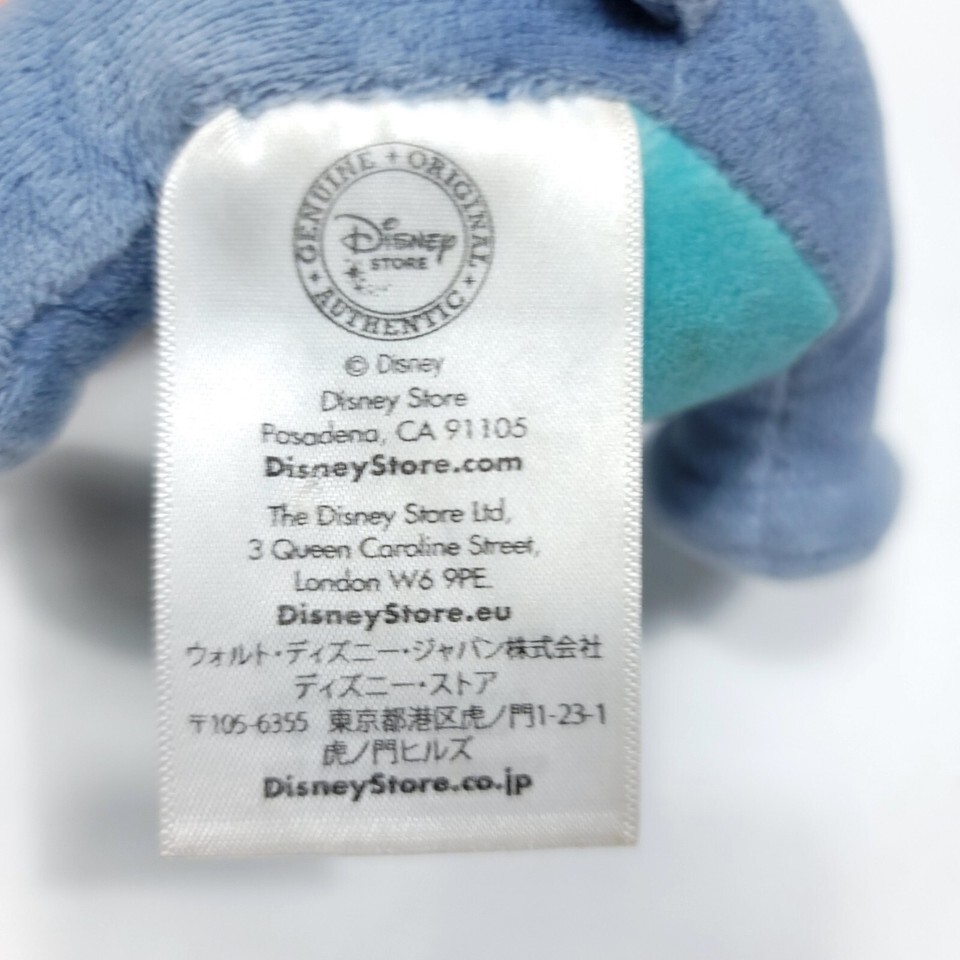 GENUINE + ORIGINAL + AUTHENTIC +
Disney
STORE
© Disney
Disney Store
Pasadena, CA 91105
DisneyStore.com
The Disney Store Ltd,
3 Queen Caroline Street,
London W6 9PE.
DisneyStore.eu
ウォルト・ディズニー・ジャパン株式会社
ディズニー・ストア
〒105-6355 東京都港区虎ノ門1-23-1
虎ノ門ヒルズ
DisneyStore.co.jp